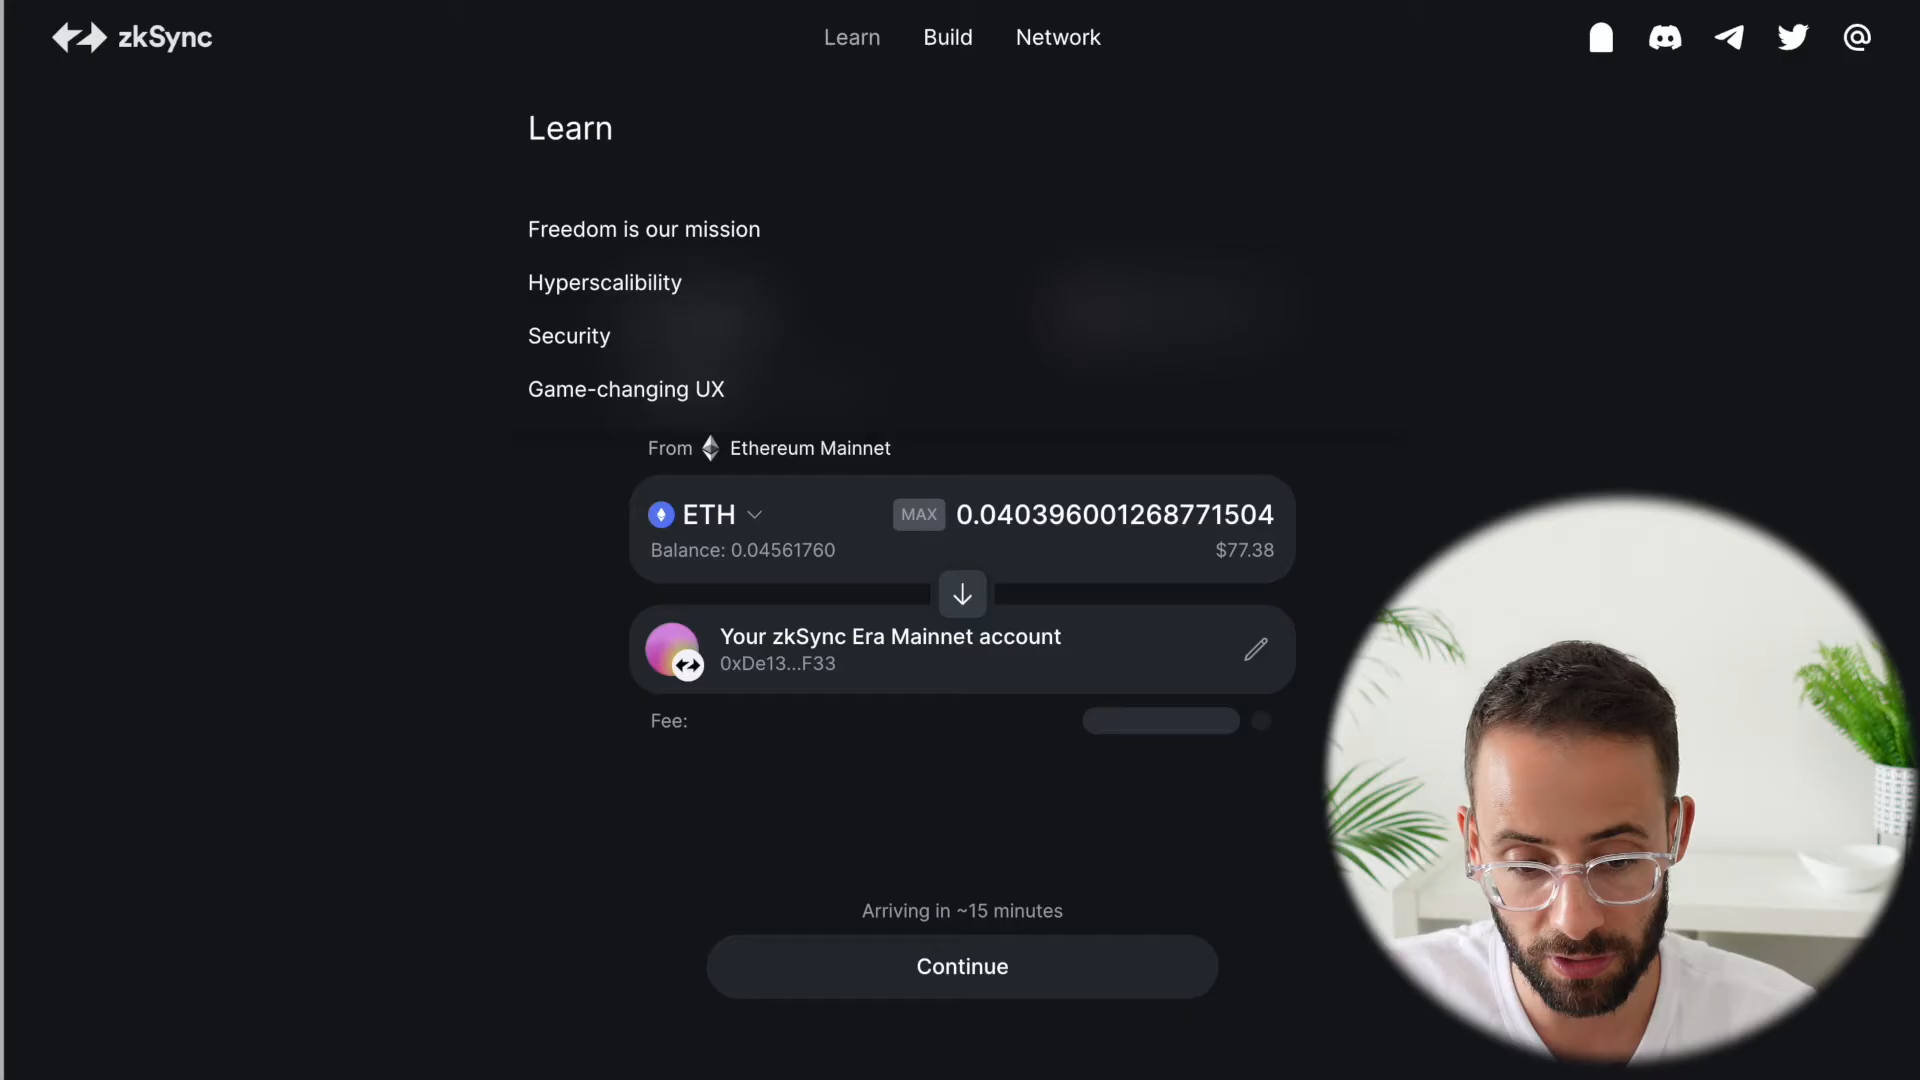 zkSync
Learn
Build
Network
Learn
Freedom is our mission
Hyperscalibility
Security
Game-changing UX
From Ethereum Mainnet
ETH
MAX
0.040396001268771504
Balance: 0.04561760
$77.38
Your zkSync Era Mainnet account
0xDe13...F33
Fee:
Arriving in ~15 minutes
Continue